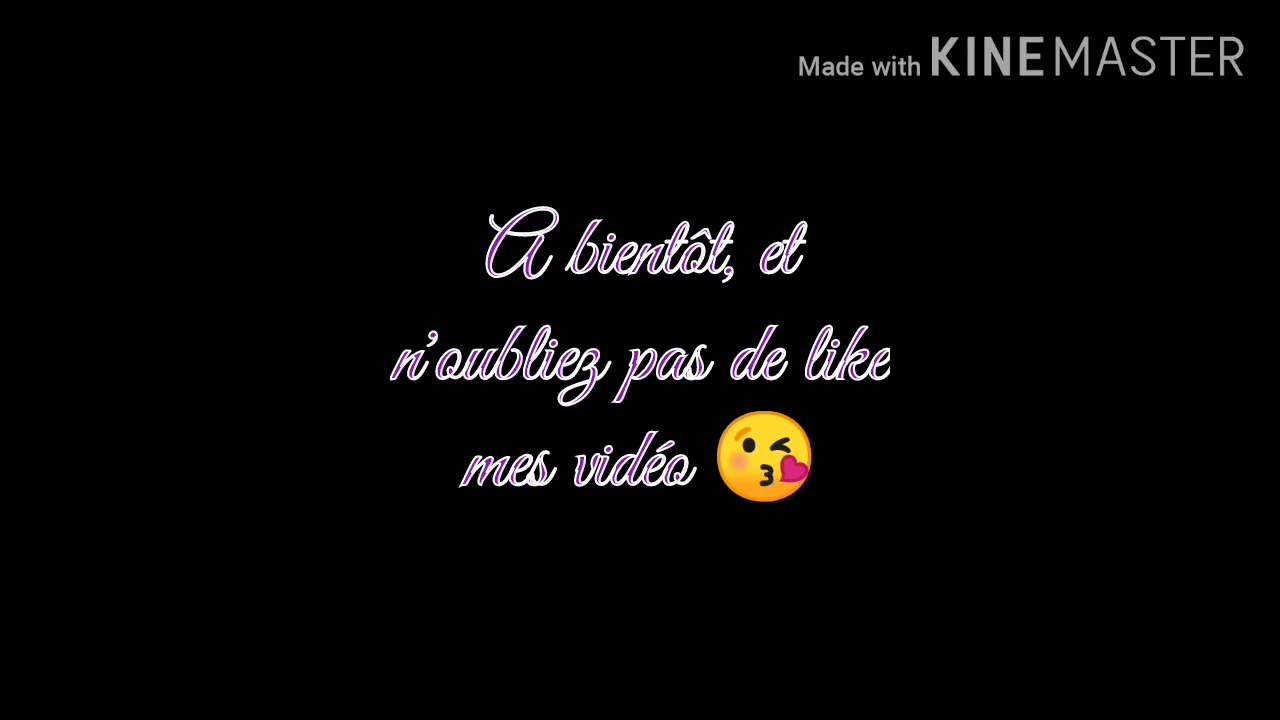 Made with KINEMASTER
A bientôt, et
n'oubliez pas de like
mes vidéo 😘